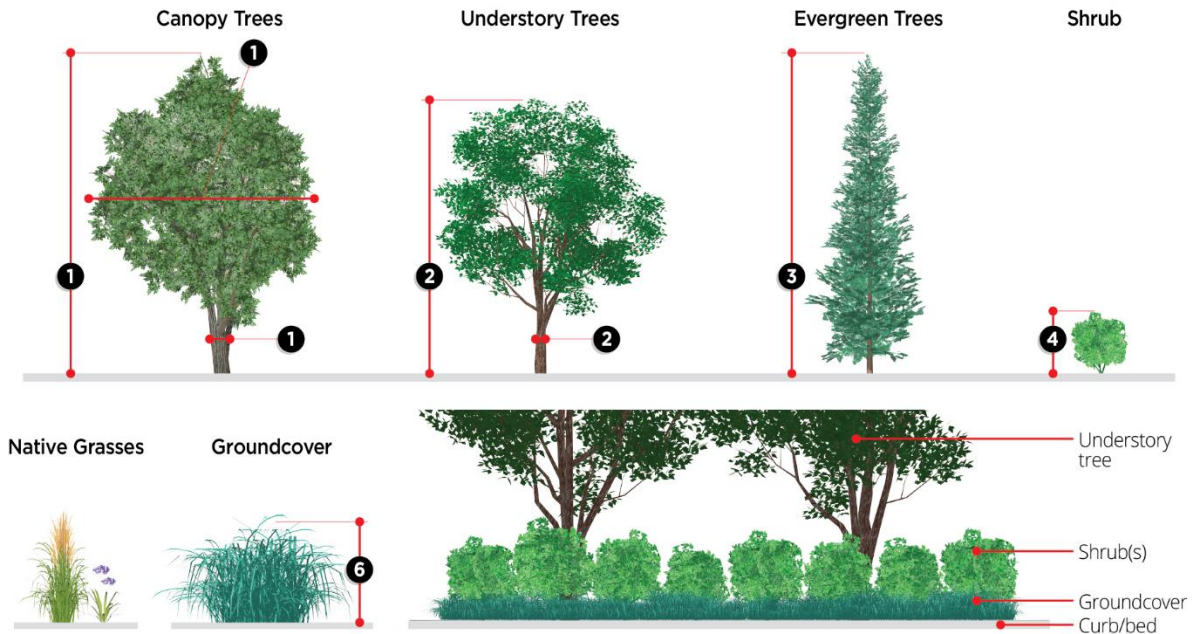 Canopy Trees
Understory Trees
Evergreen Trees
Shrub
1
1
1
2
2
3
4
Native Grasses
Groundcover
6
Understory
tree
Shrub(s)
Groundcover
Curb/bed